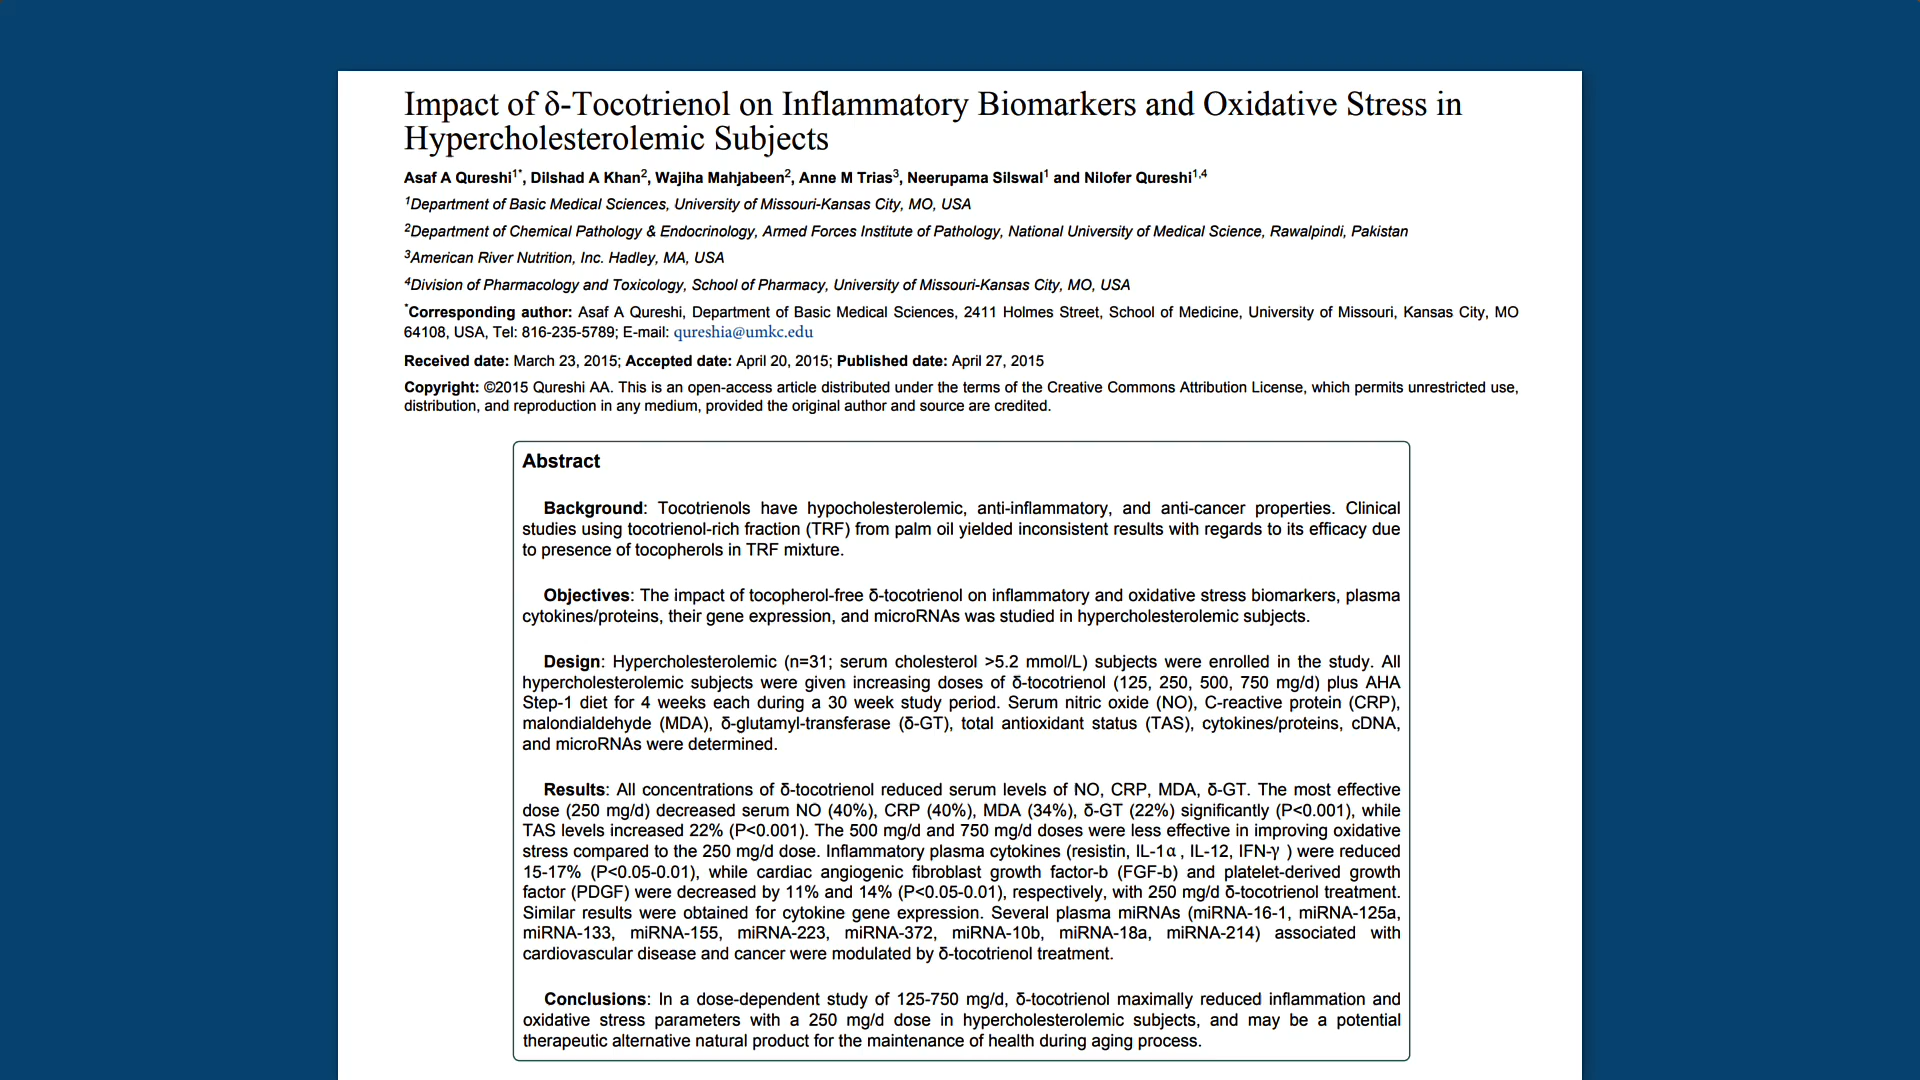 Impact of δ-Tocotrienol on Inflammatory Biomarkers and Oxidative Stress in
Hypercholesterolemic Subjects
Asaf A Qureshi1*, Dilshad A Khan2, Wajiha Mahjabeen2, Anne M Trias3, Neerupama Silswal1 and Nilofer Qureshi1,4
1Department of Basic Medical Sciences, University of Missouri-Kansas City, MO, USA
2Department of Chemical Pathology & Endocrinology, Armed Forces Institute of Pathology, National University of Medical Science, Rawalpindi, Pakistan
3American River Nutrition, Inc. Hadley, MA, USA
4Division of Pharmacology and Toxicology, School of Pharmacy, University of Missouri-Kansas City, MO, USA
*Corresponding author: Asaf A Qureshi, Department of Basic Medical Sciences, 2411 Holmes Street, School of Medicine, University of Missouri, Kansas City, MO
64108, USA, Tel: 816-235-5789; E-mail: qureshia@umkc.edu
Received date: March 23, 2015; Accepted date: April 20, 2015; Published date: April 27, 2015
Copyright: ©2015 Qureshi AA. This is an open-access article distributed under the terms of the Creative Commons Attribution License, which permits unrestricted use,
distribution, and reproduction in any medium, provided the original author and source are credited.
Abstract
Background: Tocotrienols have hypocholesterolemic, anti-inflammatory, and anti-cancer properties. Clinical
studies using tocotrienol-rich fraction (TRF) from palm oil yielded inconsistent results with regards to its efficacy due
to presence of tocopherols in TRF mixture.
Objectives: The impact of tocopherol-free δ-tocotrienol on inflammatory and oxidative stress biomarkers, plasma
cytokines/proteins, their gene expression, and microRNAs was studied in hypercholesterolemic subjects.
Design: Hypercholesterolemic (n=31; serum cholesterol >5.2 mmol/L) subjects were enrolled in the study. All
hypercholesterolemic subjects were given increasing doses of δ-tocotrienol (125, 250, 500, 750 mg/d) plus AHA
Step-1 diet for 4 weeks each during a 30 week study period. Serum nitric oxide (NO), C-reactive protein (CRP),
malondialdehyde (MDA), δ-glutamyl-transferase (δ-GT), total antioxidant status (TAS), cytokines/proteins, cDNA,
and microRNAs were determined.
Results: All concentrations of δ-tocotrienol reduced serum levels of NO, CRP, MDA, δ-GT. The most effective
dose (250 mg/d) decreased serum NO (40%), CRP (40%), MDA (34%), δ-GT (22%) significantly (P<0.001), while
TAS levels increased 22% (P<0.001). The 500 mg/d and 750 mg/d doses were less effective in improving oxidative
stress compared to the 250 mg/d dose. Inflammatory plasma cytokines (resistin, IL-1α , IL-12, IFN-γ ) were reduced
15-17% (P<0.05-0.01), while cardiac angiogenic fibroblast growth factor-b (FGF-b) and platelet-derived growth
factor (PDGF) were decreased by 11% and 14% (P<0.05-0.01), respectively, with 250 mg/d δ-tocotrienol treatment.
Similar results were obtained for cytokine gene expression. Several plasma miRNAs (miRNA-16-1, miRNA-125a,
miRNA-133, miRNA-155, miRNA-223, miRNA-372, miRNA-10b, miRNA-18a, miRNA-214) associated with
cardiovascular disease and cancer were modulated by δ-tocotrienol treatment.
Conclusions: In a dose-dependent study of 125-750 mg/d, δ-tocotrienol maximally reduced inflammation and
oxidative stress parameters with a 250 mg/d dose in hypercholesterolemic subjects, and may be a potential
therapeutic alternative natural product for the maintenance of health during aging process.